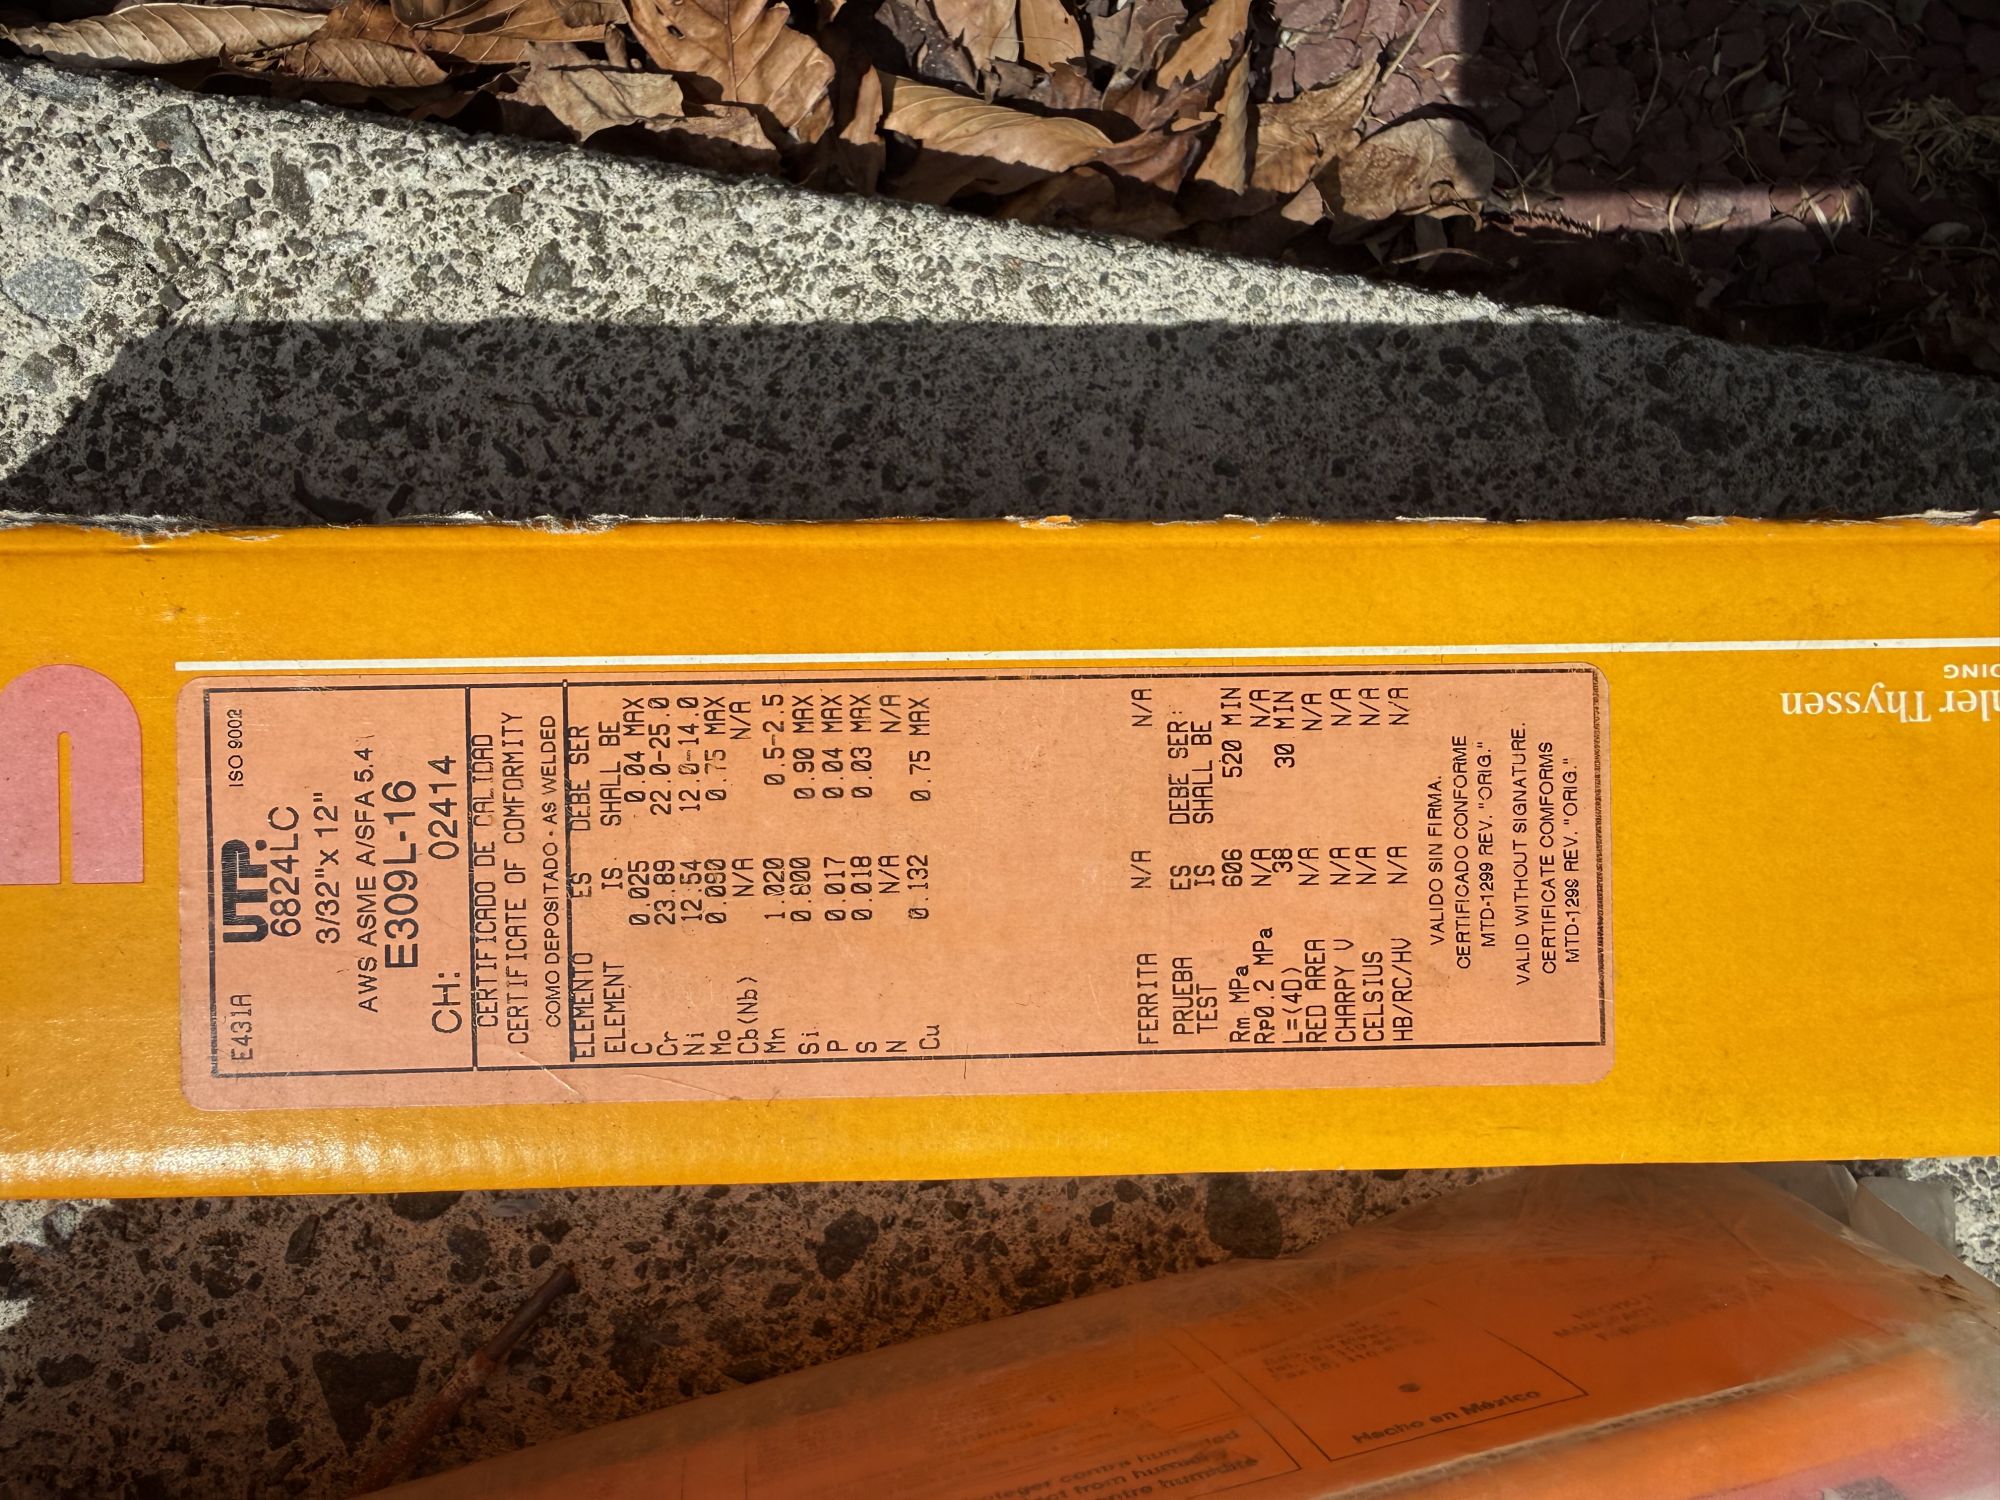 E431A ISO 9002
UTP.
6824LC
3/32"x 12"
AWS ASME A/SFA 5.4
E309L-16
CH: 02414
CERTIFICADO DE CALIDAD
CERTIFICATE OF COMFORMITY
COMO DEPOSITADO - AS WELDED
ELEMENTO ES DEBE SER
ELEMENT IS SHALL BE
C 0.025 0.04 MAX
Cr 23.89 22.0-25.0
Ni 12.54 12.0-14.0
Mo 0.090 0.75 MAX
Cb(Nb) N/A N/A
Mn 1.020 0.5-2.5
Si 0.800 0.90 MAX
P 0.017 0.04 MAX
S 0.018 0.03 MAX
N N/A N/A
Cu 0.132 0.75 MAX
FERRITA N/A N/A
PRUEBA ES DEBE SER:
TEST IS SHALL BE
Rm MPa 606 520 MIN
Rp0.2 MPa N/A N/A
L=(4D) 38 30 MIN
RED AREA N/A N/A
CHARPY V N/A N/A
CELSIUS N/A N/A
HB/RC/HV N/A N/A
VALIDO SIN FIRMA.
CERTIFICADO CONFORME
MTD-1299 REV. "ORIG."
VALID WITHOUT SIGNATURE.
CERTIFICATE COMFORMS
MTD-1299 REV. "ORIG."
Thyssen
Hecho en México